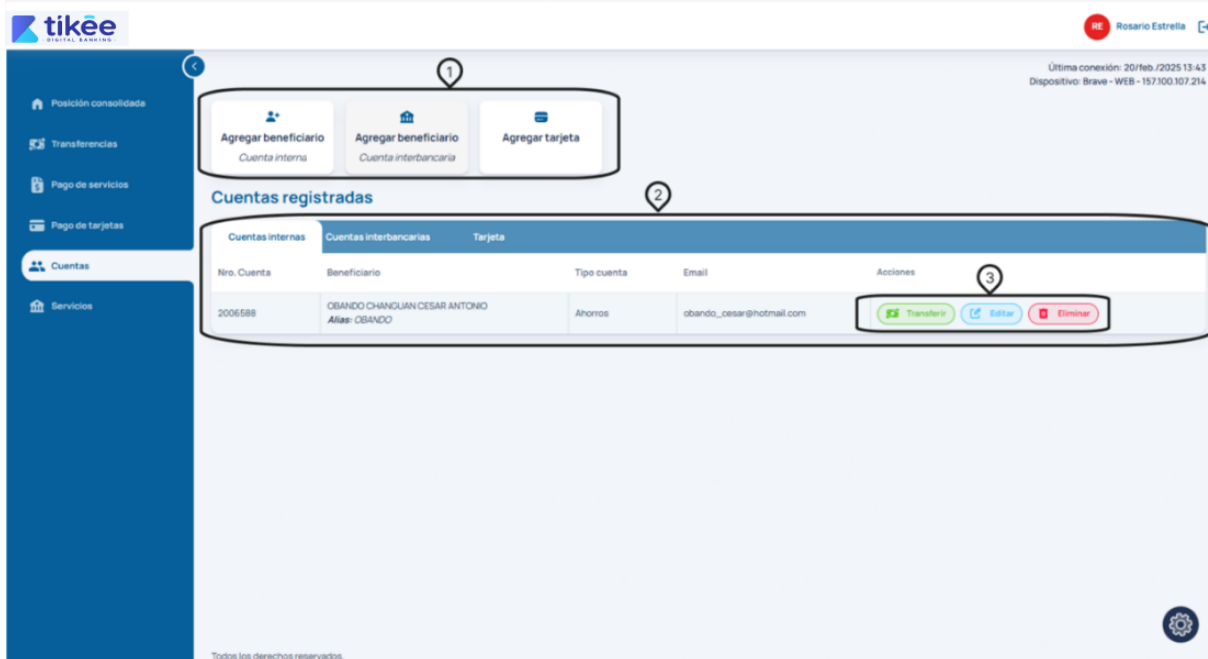 tikēe
DIGITAL BANKING
RE Rosario Estrella
Última conexión: 20/feb./2025 13:43
Dispositivo: Brave - WEB - 157.100.107.214
Posición consolidada
Transferencias
Pago de servicios
Pago de tarjetas
Cuentas
Servicios
1
Agregar beneficiario
Cuenta interna
Agregar beneficiario
Cuenta interbancaria
Agregar tarjeta
Cuentas registradas
2
Cuentas internas Cuentas interbancarias Tarjeta
Nro. Cuenta Beneficiario Tipo cuenta Email Acciones
3
2006588 OBANDO CHANGUAN CESAR ANTONIO Ahorros obando_cesar@hotmail.com Transferir Editar Eliminar
Alias: OBANDO
Todos los derechos reservados.